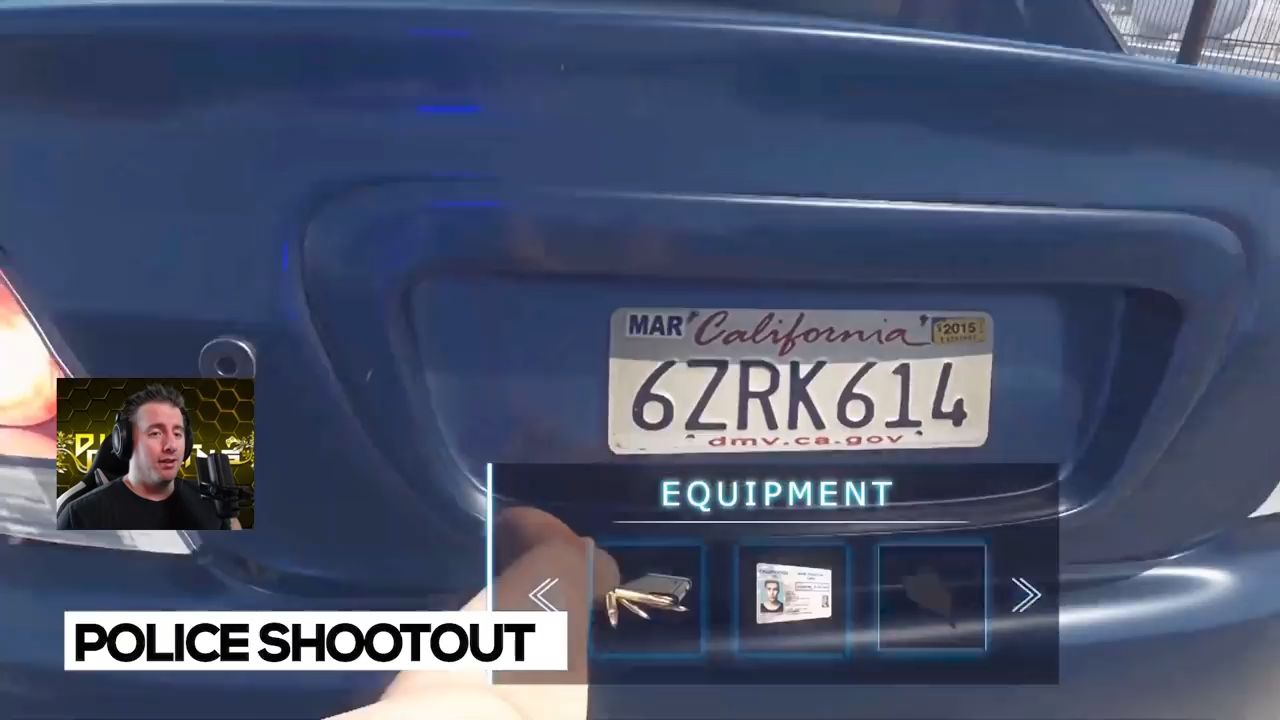 MAR California 2015
6ZRK614
dmv.ca.gov
EQUIPMENT
POLICE SHOOTOUT